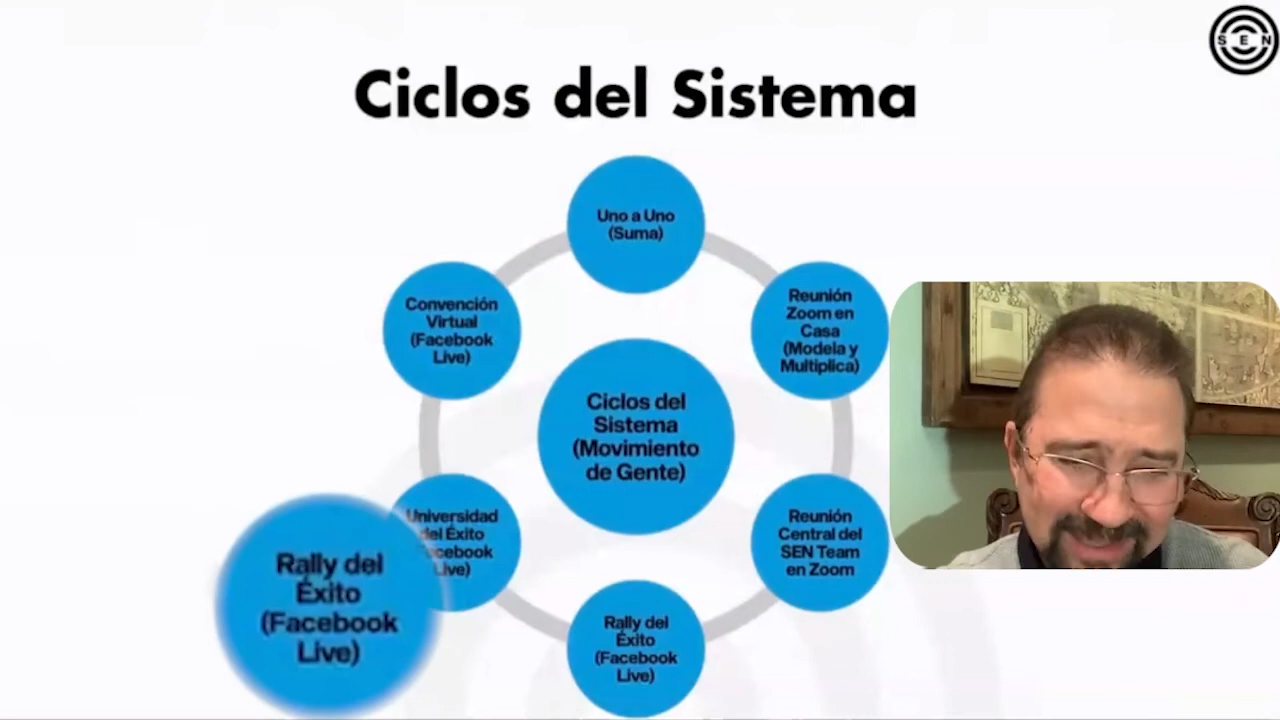 SEN
Ciclos del Sistema
Uno a Uno
(Suma)
Convención
Virtual
(Facebook
Live)
Reunión
Zoom en
Casa
(Modela y
Multiplica)
Ciclos del
Sistema
(Movimiento
de Gente)
Universidad
del Éxito
Facebook
Live)
Reunión
Central del
SEN Team
en Zoom
Rally del
Éxito
(Facebook
Live)
Rally del
Éxito
(Facebook
Live)